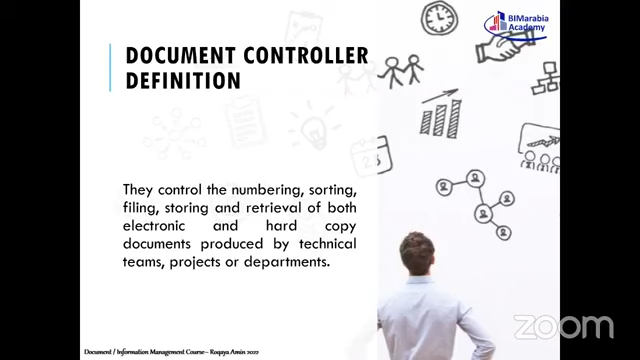 BIMarabia
Academy
DOCUMENT CONTROLLER
DEFINITION
They control the numbering, sorting,
filing, storing and retrieval of both
electronic and hard copy
documents produced by technical
teams, projects or departments.
Document / Information Management Course – Roqaya Amin 2022
zoom